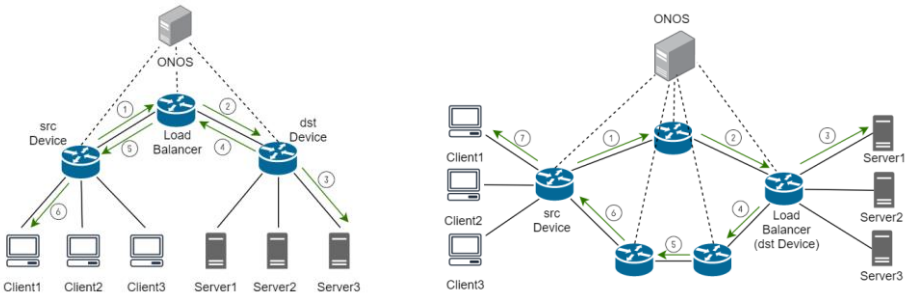 ONOS
src
Device
1
2
Load
Balancer
5
4
dst
Device
3
6
Client1
Client2
Client3
Server1
Server2
Server3
ONOS
Client1
7
1
2
3
Server1
Client2
src
Device
6
4
Load
Balancer
(dst Device)
Server2
Client3
5
Server3